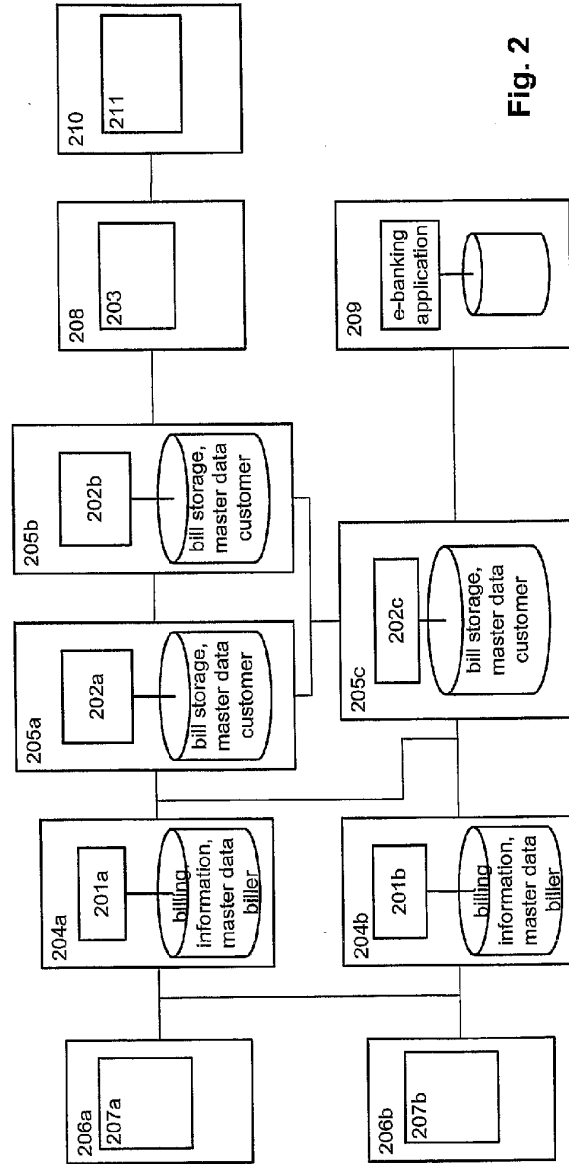 206a
207a
204a
201a
billing,
information,
master data
biller
205a
202a
bill storage,
master data
customer
205b
202b
bill storage,
master data
customer
208
203
210
211
206b
207b
204b
201b
billing
information,
master data
biller
205c
202c
bill storage,
master data
customer
209
e-banking
application
Fig. 2